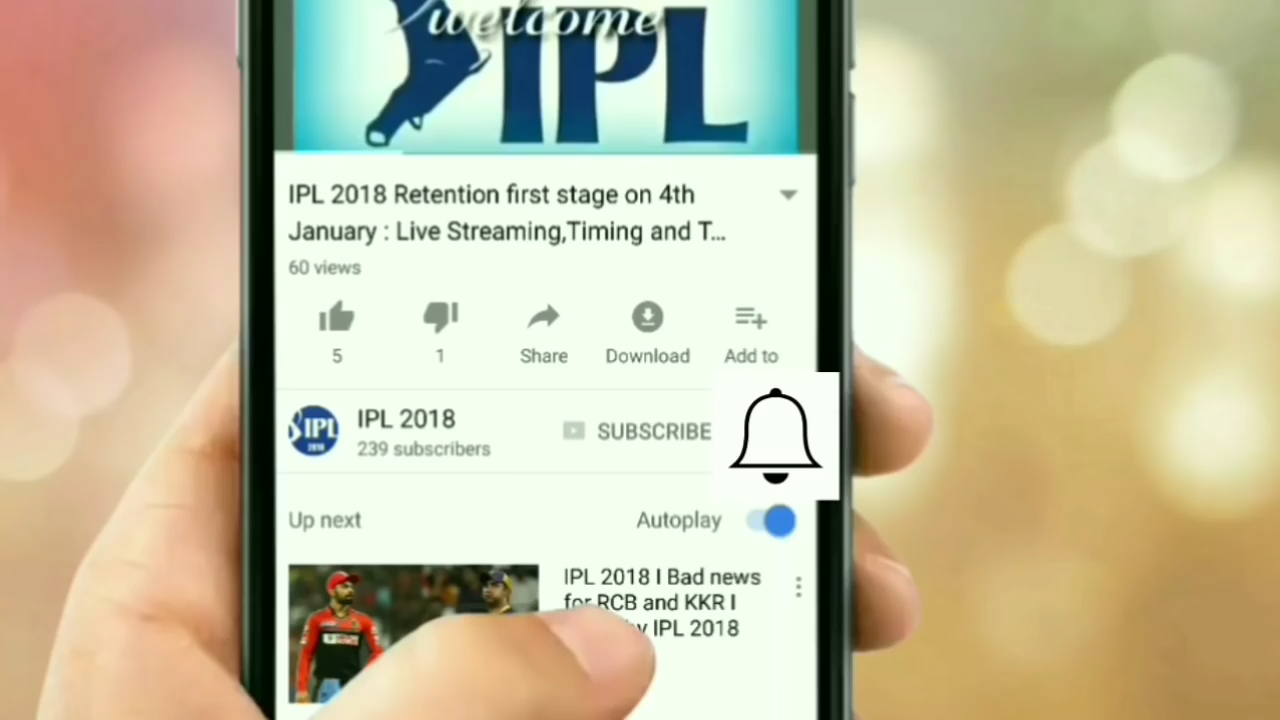 welcome
IPL
IPL 2018 Retention first stage on 4th
January : Live Streaming,Timing and T...
60 views
5
1
Share
Download
Add to
IPL
2018
IPL 2018
239 subscribers
SUBSCRIBE
Up next
Autoplay
IPL 2018 I Bad news
for RCB and KKR I
IPL 2018